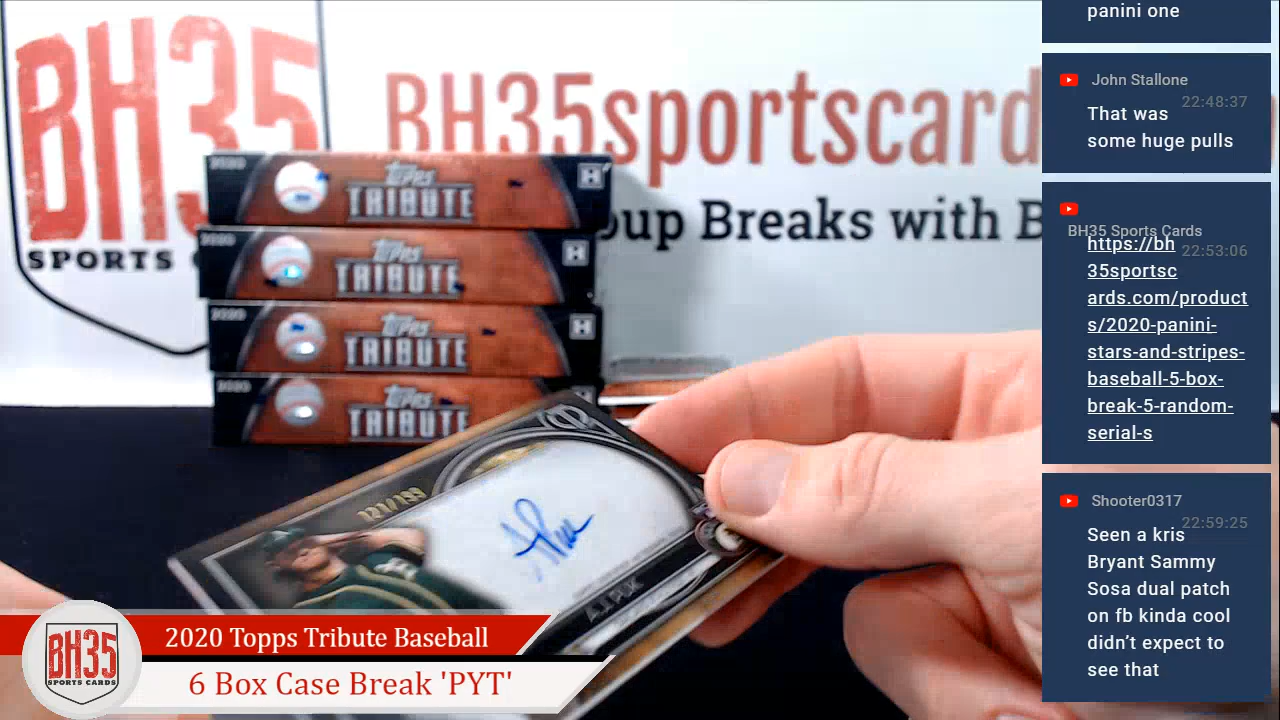 BH35
SPORTS
BH35sportscard
oup Breaks with B
2020 Topps TRIBUTE H
2020 Topps TRIBUTE H
2020 Topps TRIBUTE H
2020 Topps TRIBUTE
A.J. PUK
BH35
SPORTS CARDS
2020 Topps Tribute Baseball
6 Box Case Break 'PYT'
panini one
John Stallone
22:48:37
That was
some huge pulls
BH35 Sports Cards
22:53:06
https://bh
35sportsc
ards.com/product
s/2020-panini-
stars-and-stripes-
baseball-5-box-
break-5-random-
serial-s
Shooter0317
22:59:25
Seen a kris
Bryant Sammy
Sosa dual patch
on fb kinda cool
didn't expect to
see that